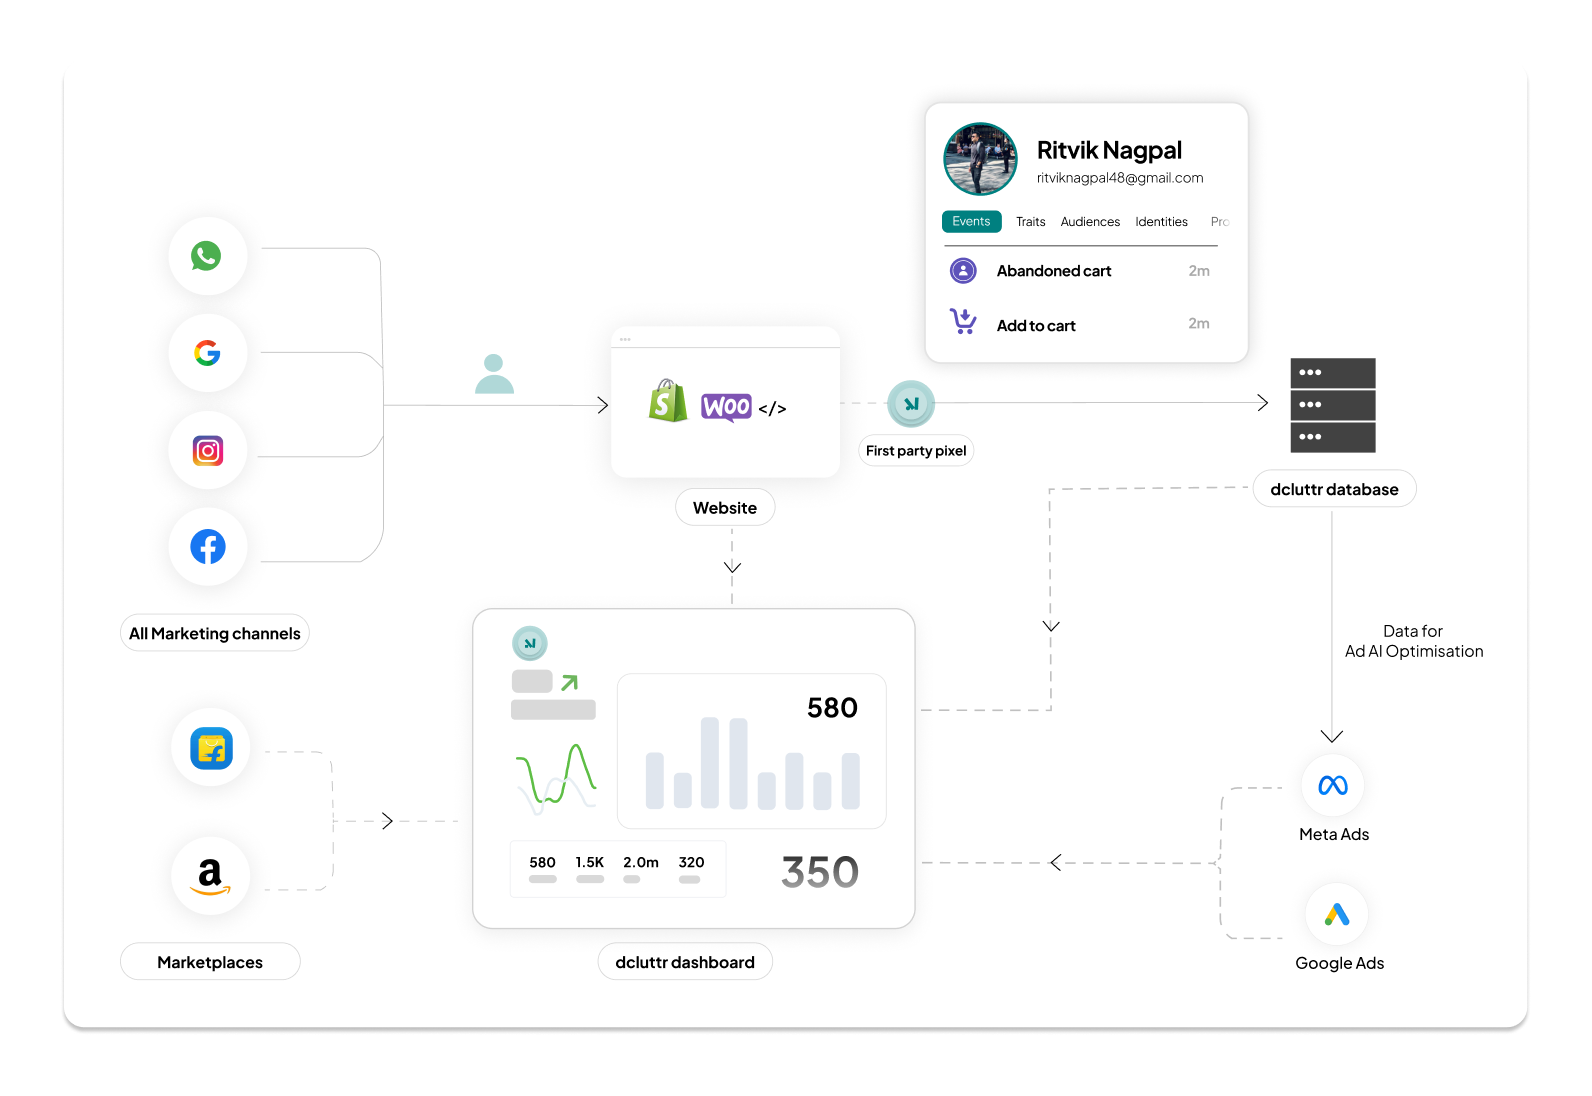 Ritvik Nagpal
ritviknagpal48@gmail.com
Events Traits Audiences Identities Pro
Abandoned cart 2m
Add to cart 2m
WOO </>
First party pixel
Website
dcluttr database
All Marketing channels
Data for
Ad AI Optimisation
580
580 1.5K 2.0m 320
350
Meta Ads
Marketplaces
dcluttr dashboard
Google Ads